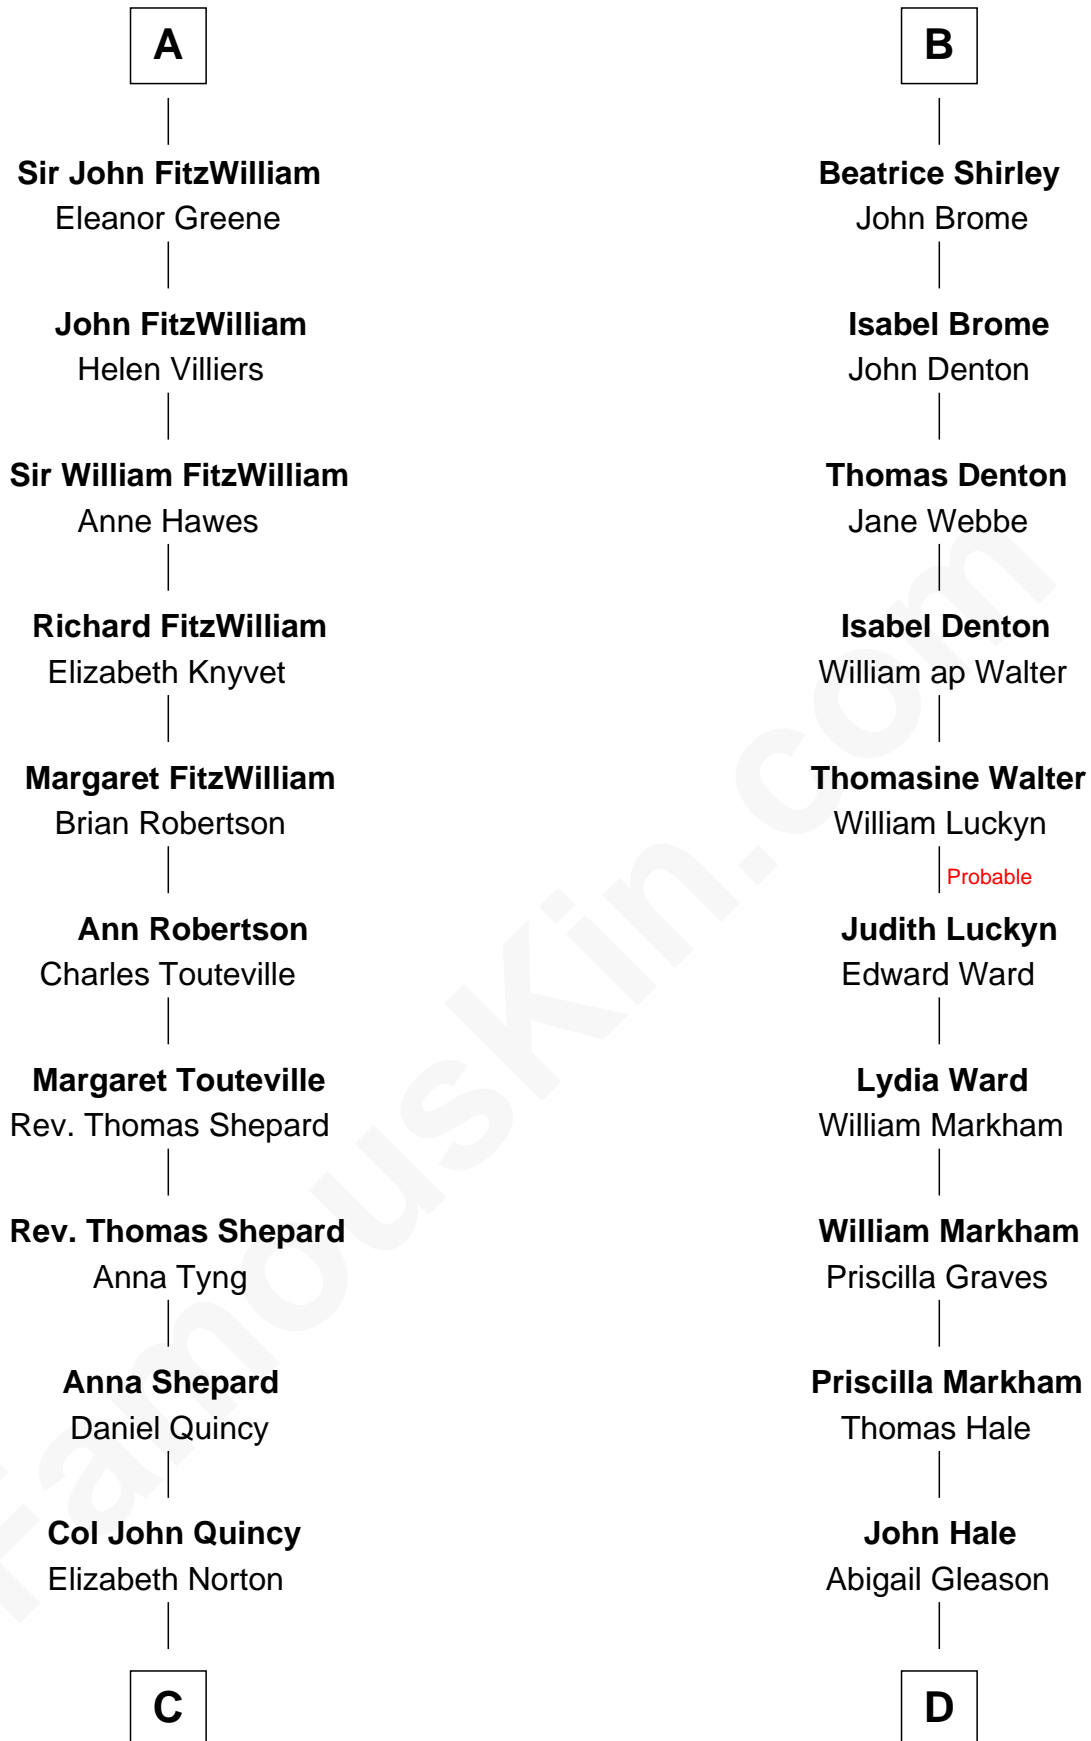 A
Sir John FitzWilliam
Eleanor Greene
John FitzWilliam
Helen Villiers
Sir William FitzWilliam
Anne Hawes
Richard FitzWilliam
Elizabeth Knyvet
Margaret FitzWilliam
Brian Robertson
Ann Robertson
Charles Touteville
Margaret Touteville
Rev. Thomas Shepard
Rev. Thomas Shepard
Anna Tyng
Anna Shepard
Daniel Quincy
Col John Quincy
Elizabeth Norton
C
B
Beatrice Shirley
John Brome
Isabel Brome
John Denton
Thomas Denton
Jane Webbe
Isabel Denton
William ap Walter
Thomasine Walter
William Luckyn
Probable
Judith Luckyn
Edward Ward
Lydia Ward
William Markham
William Markham
Priscilla Graves
Priscilla Markham
Thomas Hale
John Hale
Abigail Gleason
D
FamousKin.com